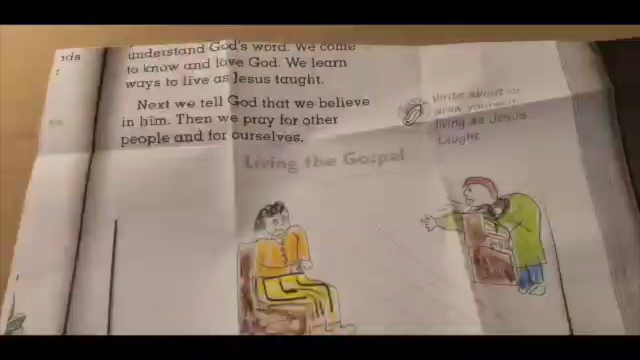 understand God's word. We come
to know and love God. We learn
ways to live as Jesus taught.
Next we tell God that we believe
in him. Then we pray for other
people and for ourselves.
Write about or
draw yourself
living as Jesus
taught.
Living the Gospel